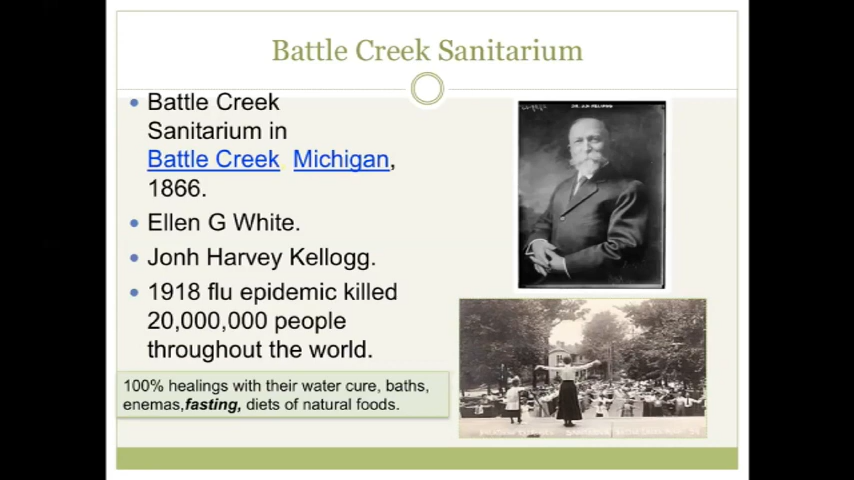 Battle Creek Sanitarium
Battle Creek
Sanitarium in
Battle Creek, Michigan,
1866.
Ellen G White.
Jonh Harvey Kellogg.
1918 flu epidemic killed
20,000,000 people
throughout the world.
100% healings with their water cure, baths,
enemas,fasting, diets of natural foods.